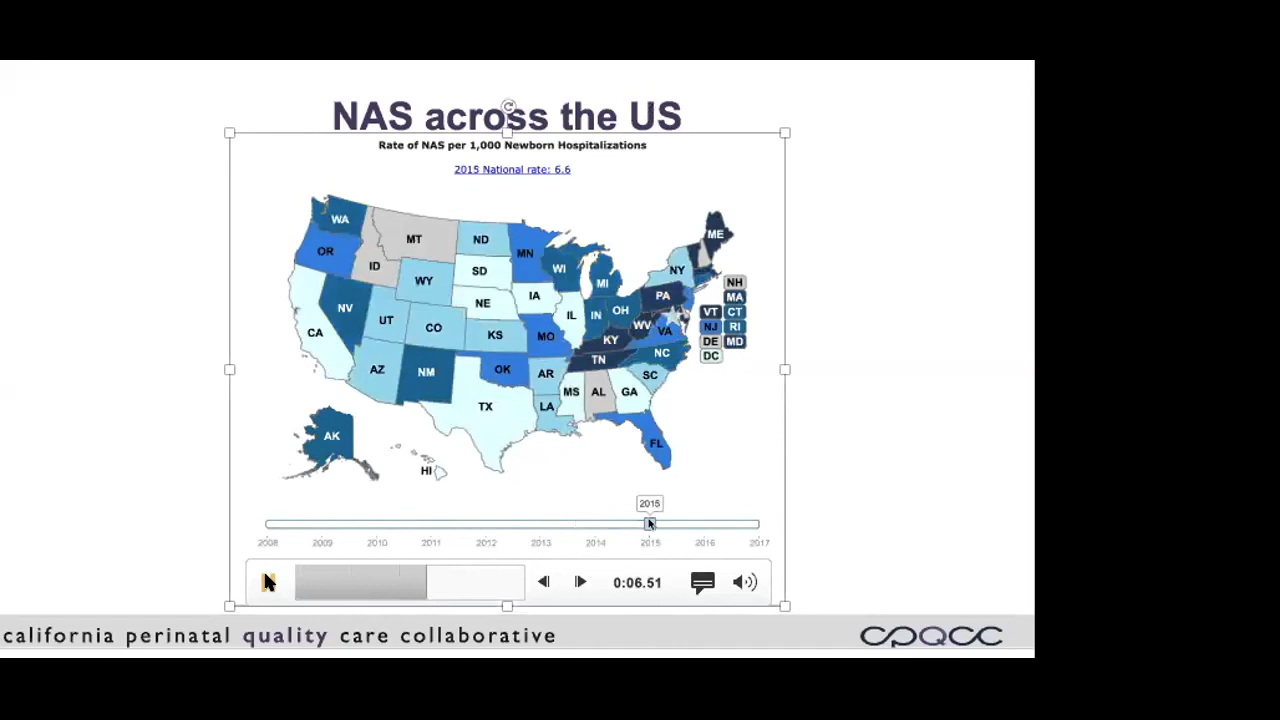 NAS across the US
Rate of NAS per 1,000 Newborn Hospitalizations
2015 National rate: 6.6
WA
MT
ND
MN
ME
OR
ID
SD
WI
NY
WY
MI
NH
NV
NE
IA
PA
MA
UT
CO
IL
IN
OH
WV
VT
CT
CA
KS
MO
KY
VA
NJ
RI
AZ
NM
OK
AR
TN
NC
DE
MD
SC
DC
TX
LA
MS
AL
GA
AK
FL
HI
2015
2008 2009 2010 2011 2012 2013 2014 2015 2016 2017
0:06.51
california perinatal quality care collaborative
cpqcc